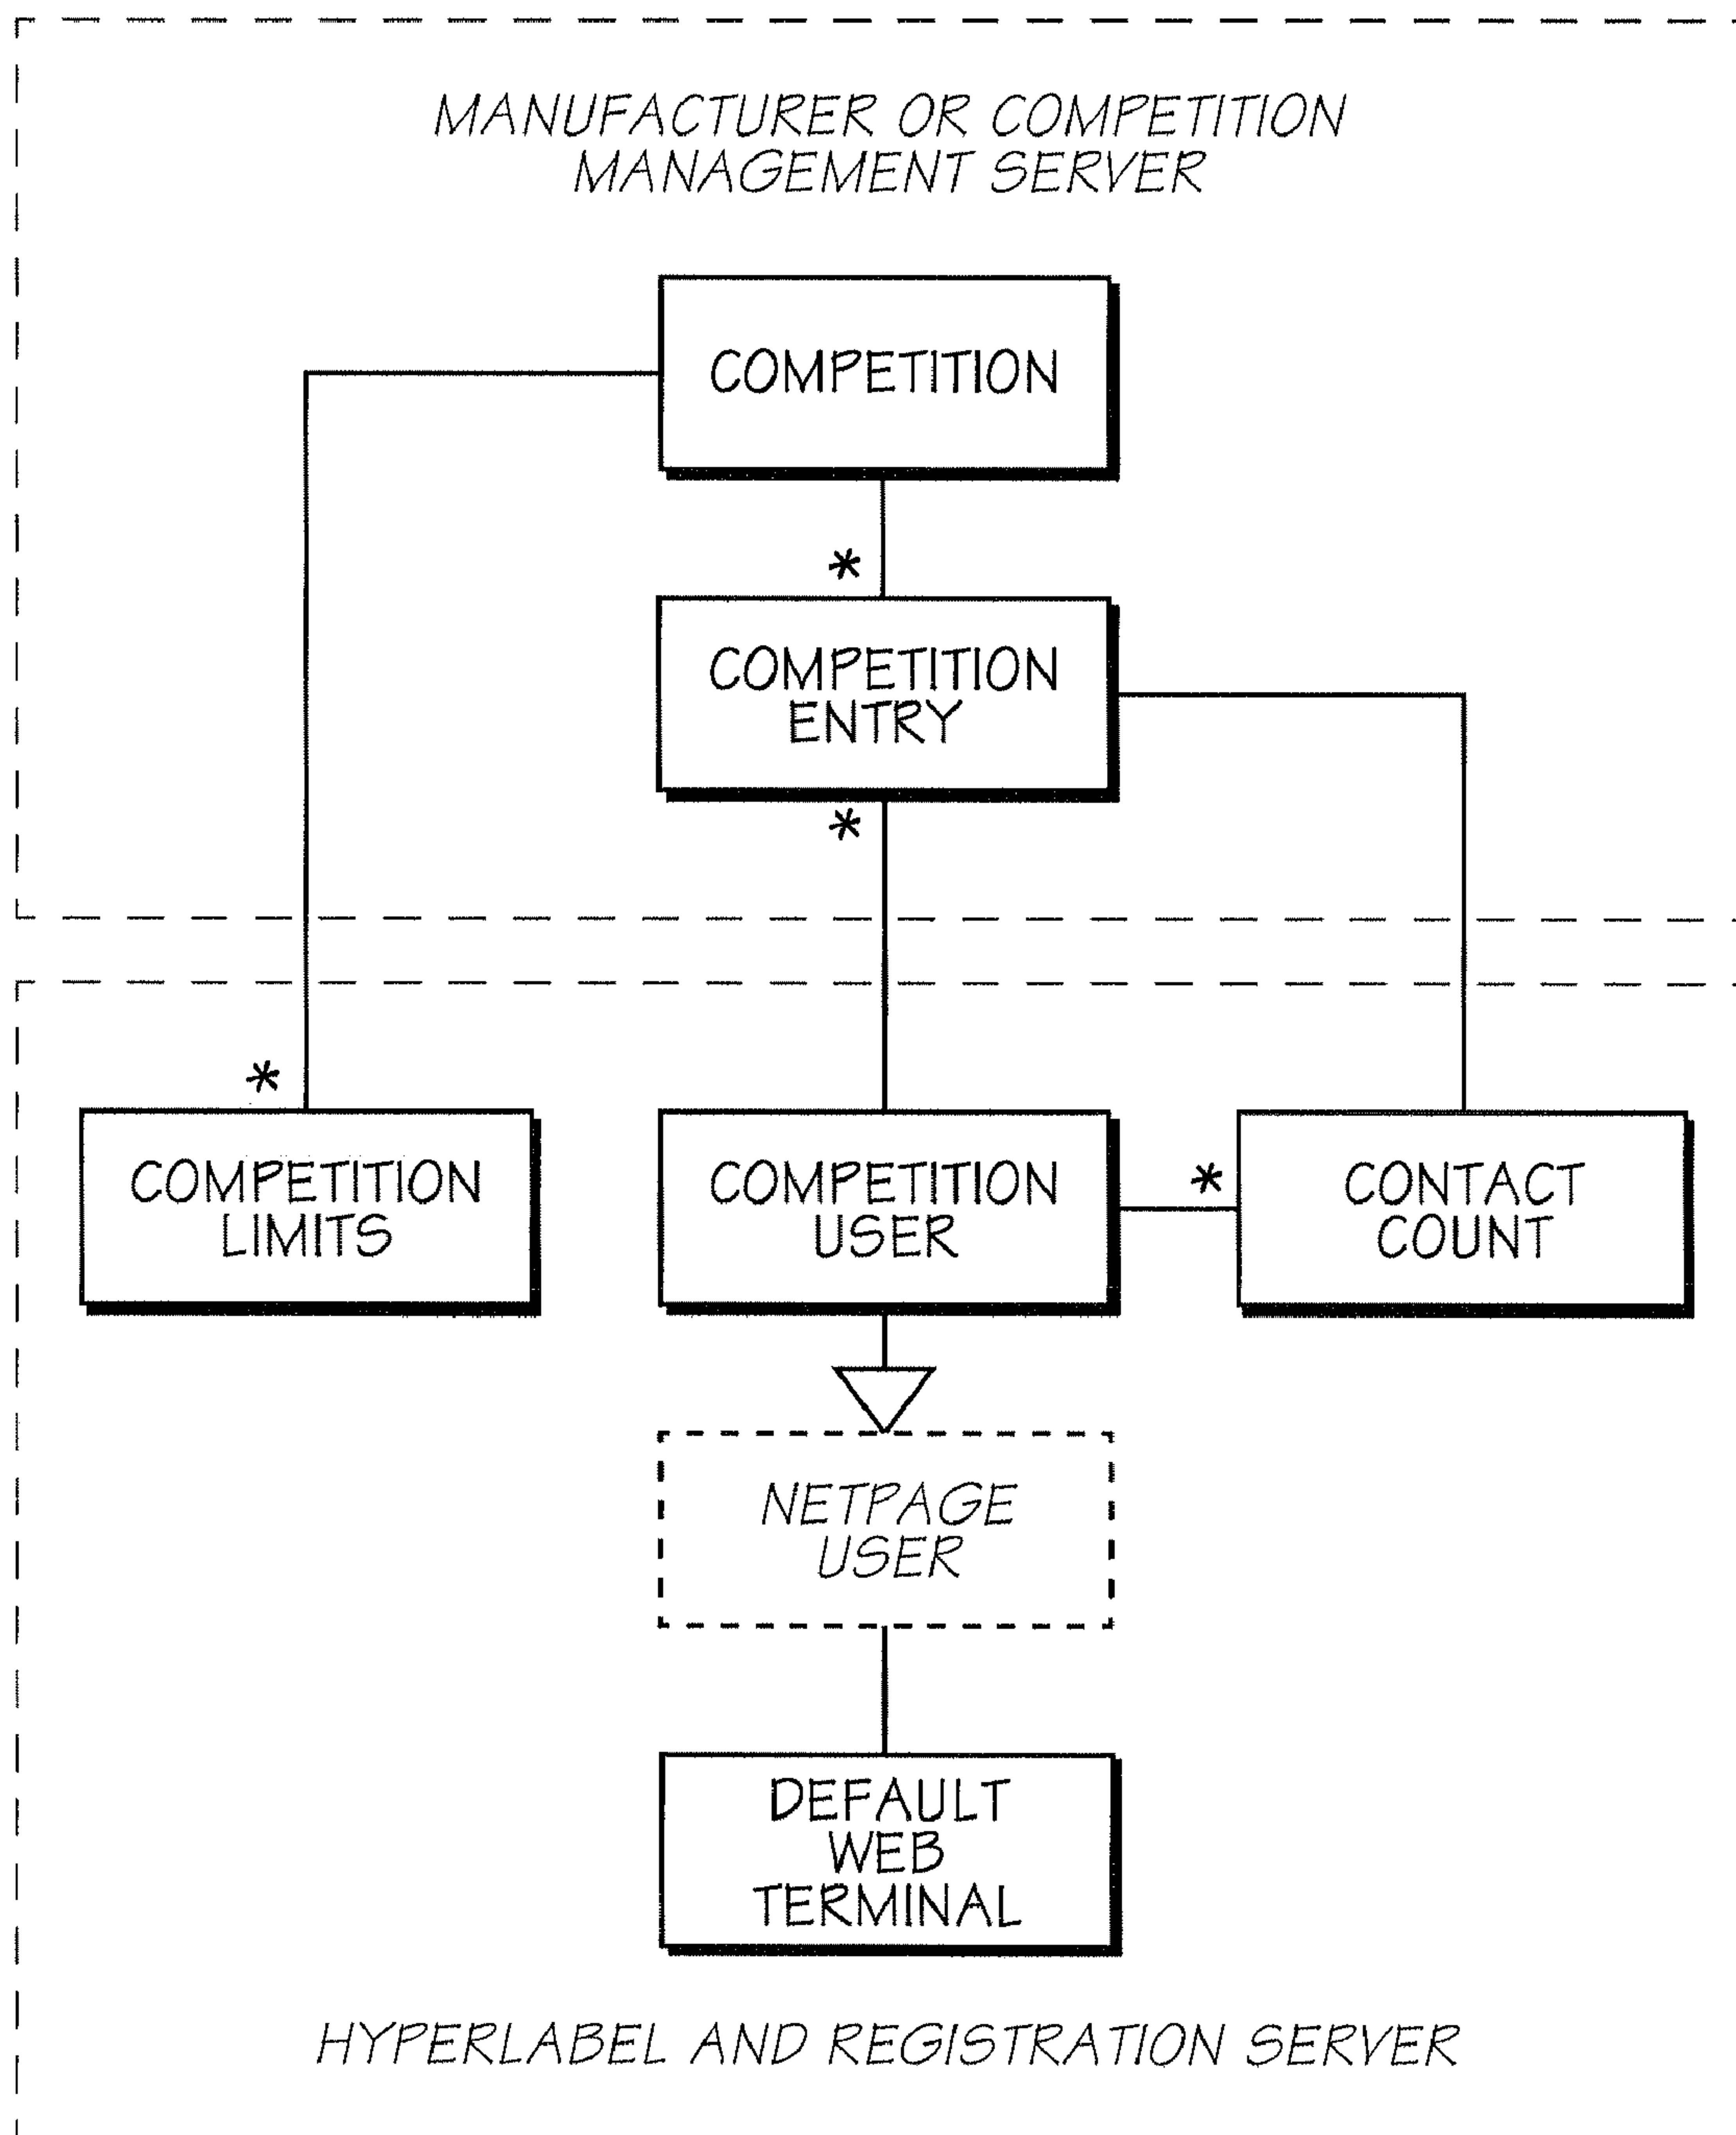 MANUFACTURER OR COMPETITION
MANAGEMENT SERVER
COMPETITION
*
COMPETITION
ENTRY
*
*
COMPETITION
LIMITS
COMPETITION
USER
*
CONTACT
COUNT
NETPAGE
USER
DEFAULT
WEB
TERMINAL
HYPERLABEL AND REGISTRATION SERVER